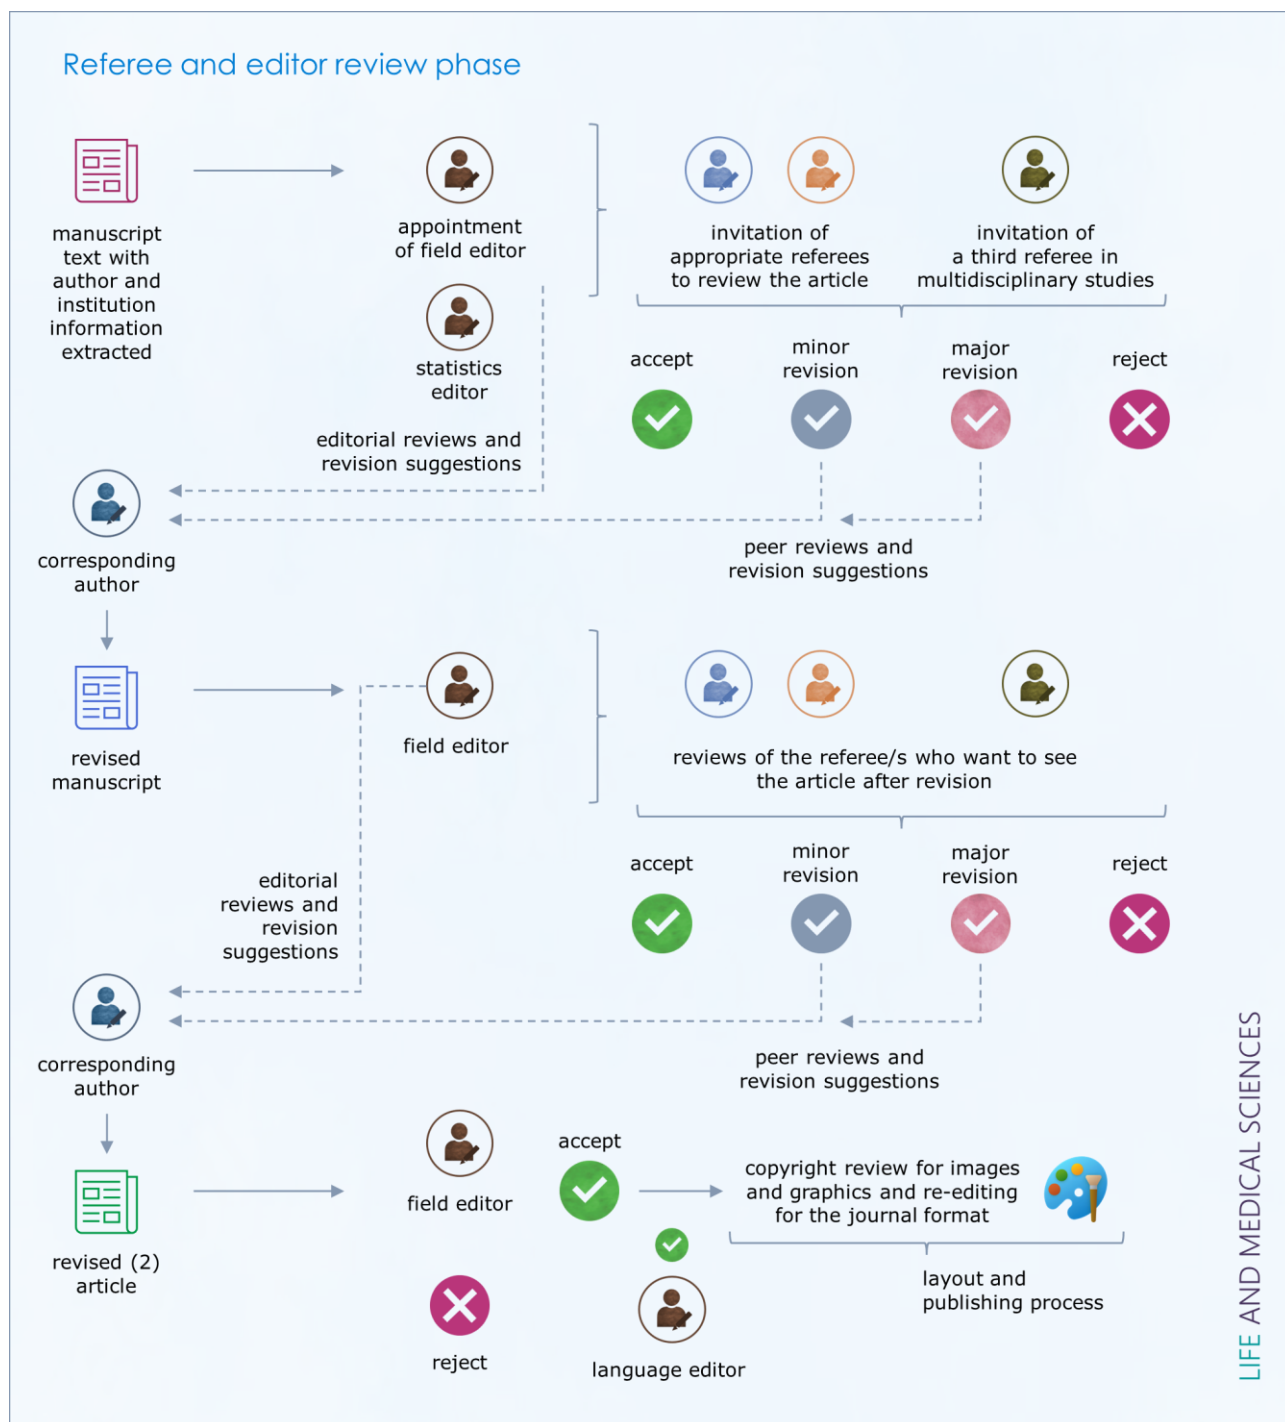 Referee and editor review phase
manuscript
text with
author and
institution
information
extracted
appointment
of field editor
statistics
editor
invitation of
appropriate referees
to review the article
invitation of
a third referee in
multidisciplinary studies
accept
minor
revision
major
revision
reject
editorial reviews and
revision suggestions
peer reviews and
revision suggestions
corresponding
author
revised
manuscript
field editor
reviews of the referee/s who want to see
the article after revision
accept
minor
revision
major
revision
reject
editorial
reviews and
revision
suggestions
peer reviews and
revision suggestions
corresponding
author
revised (2)
article
field editor
accept
reject
language editor
copyright review for images
and graphics and re-editing
for the journal format
layout and
publishing process
LIFE AND MEDICAL SCIENCES